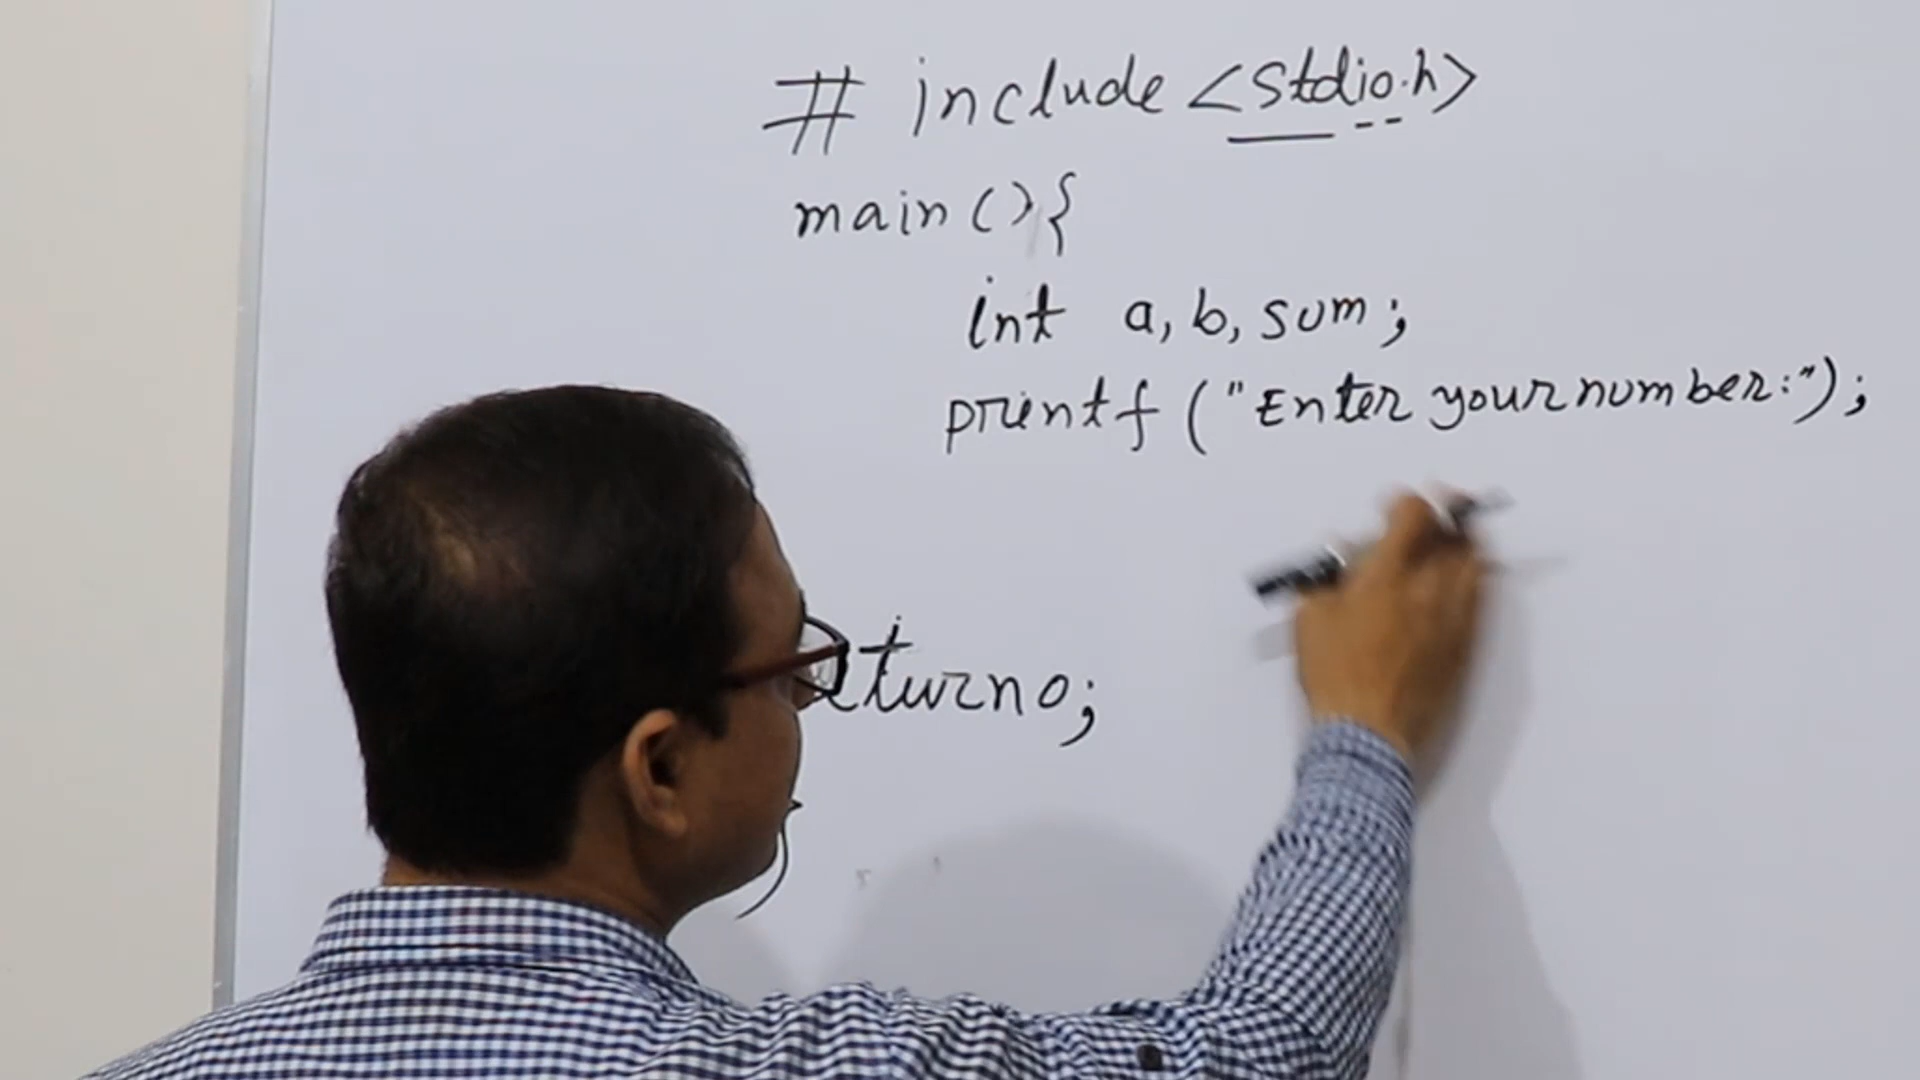 # include <stdio.h>
main () {
int a, b, sum;
printf ("Enter your number:");
eturn 0;
}